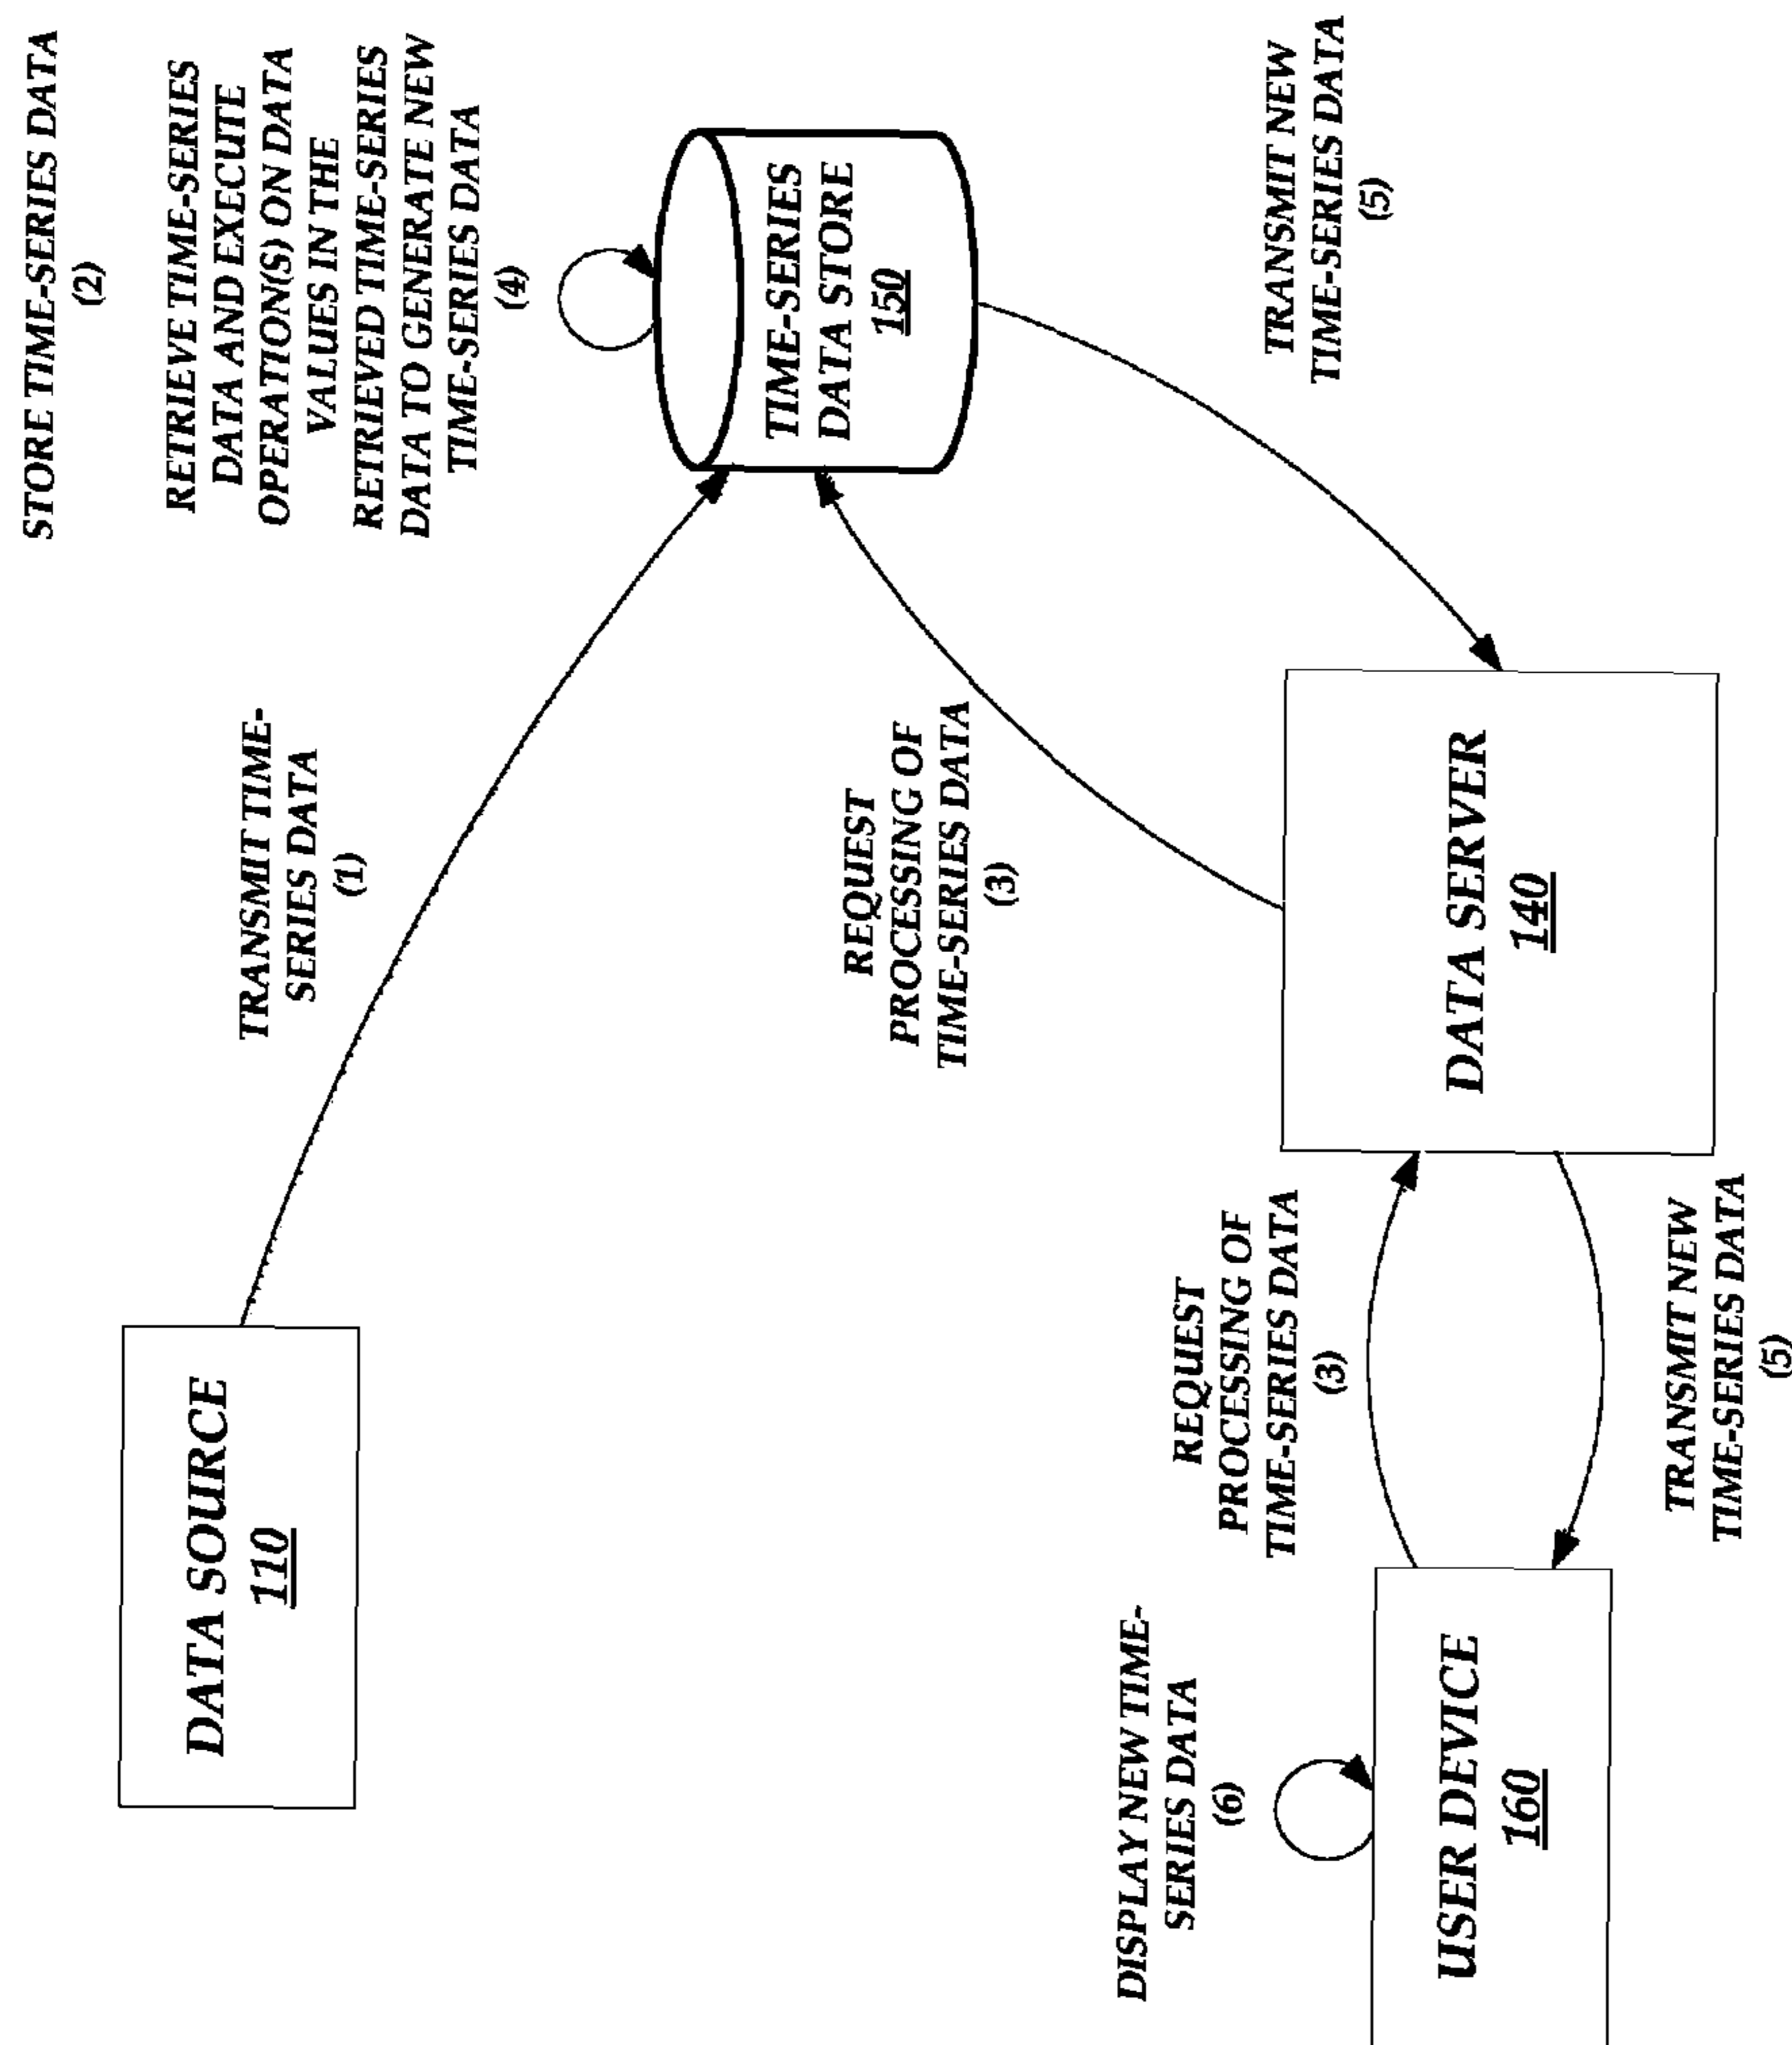 STORE TIME-SERIES DATA
(2)
RETRIEVE TIME-SERIES
DATA AND EXECUTE
OPERATION(S) ON DATA
VALUES IN THE
RETRIEVED TIME-SERIES
DATA TO GENERATE NEW
TIME-SERIES DATA
(4)
TRANSMIT TIME-
SERIES DATA
(1)
DATA SOURCE
110
TIME-SERIES
DATA STORE
150
REQUEST
PROCESSING OF
TIME-SERIES DATA
(3)
TRANSMIT NEW
TIME-SERIES DATA
(5)
DATA SERVER
140
REQUEST
PROCESSING OF
TIME-SERIES DATA
(3)
TRANSMIT NEW
TIME-SERIES DATA
(5)
DISPLAY NEW TIME-
SERIES DATA
(6)
USER DEVICE
160